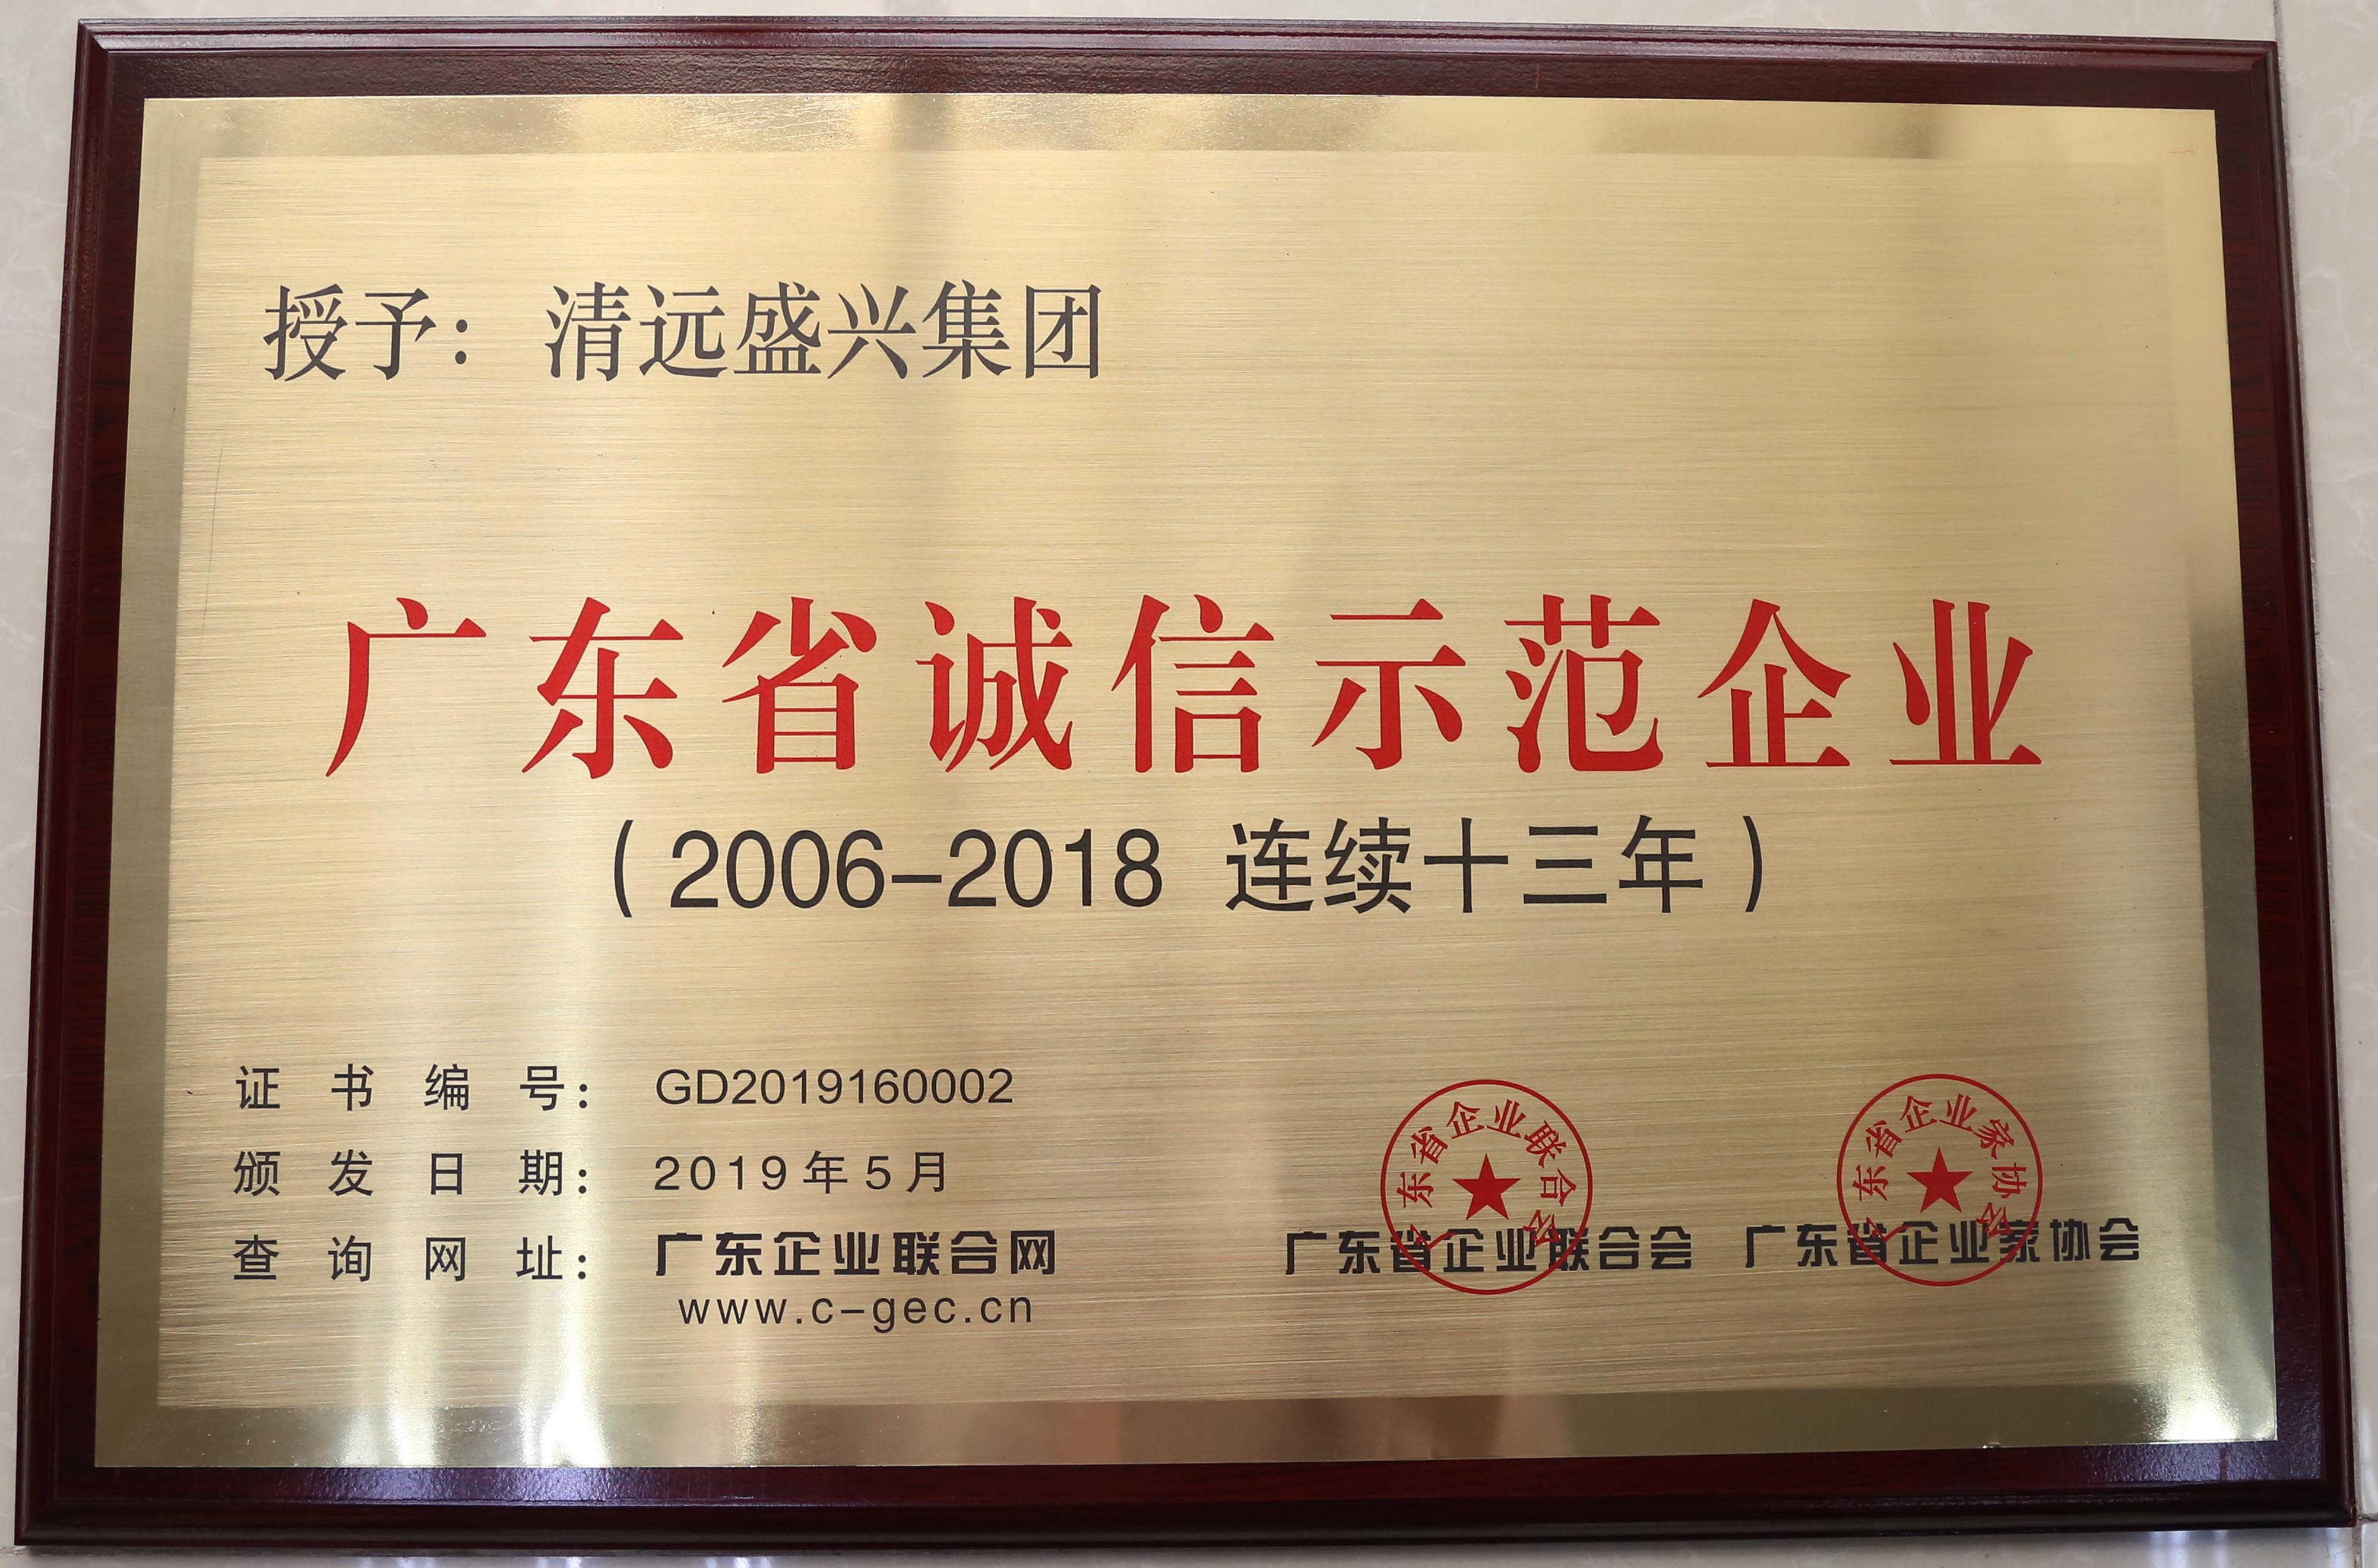 授予：清远盛兴集团
广东省诚信示范企业
（2006-2018 连续十三年）
证书编号：GD2019160002
颁发日期：2019年5月
查询网址：广东企业联合网
www.c-gec.cn
广东省企业联合会
广东省企业联合会
广东省企业家协会
广东省企业家协会